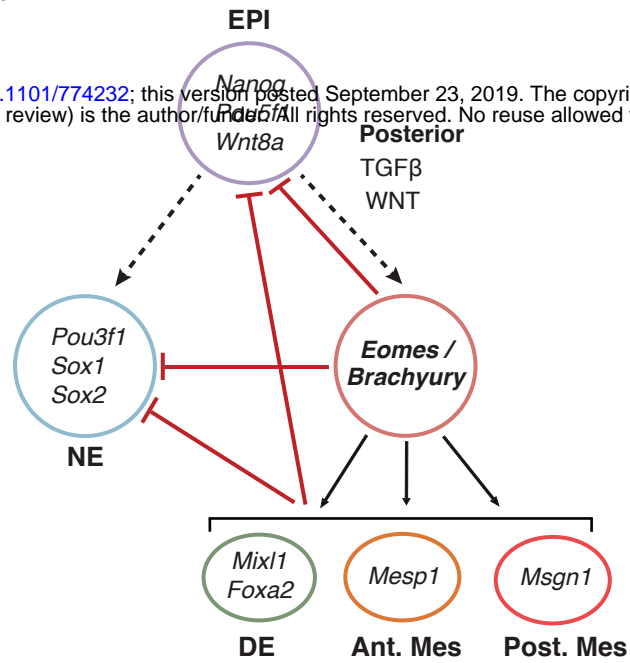 EPI
Nanog
.1101/774232; this version posted September 23, 2019. The copyri
Pou5f1
review) is the author/funder. All rights reserved. No reuse allowed
Wnt8a
Posterior
TGFβ
WNT
Pou3f1
Sox1
Sox2
NE
Eomes /
Brachyury
Mixl1
Foxa2
DE
Mesp1
Ant. Mes
Msgn1
Post. Mes